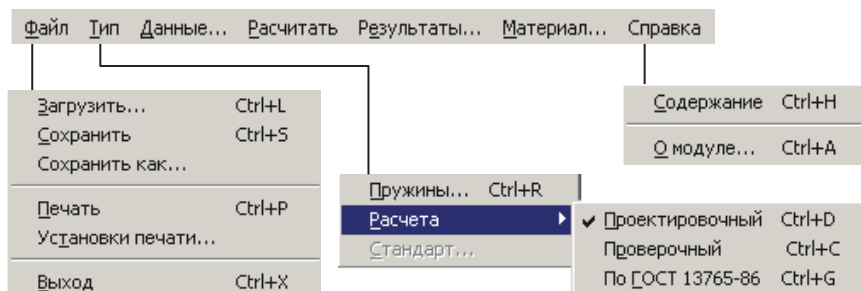 Файл Тип Данные... Расчитать Результаты... Материал... Справка
Загрузить... Ctrl+L
Сохранить Ctrl+S
Сохранить как...
Печать Ctrl+P
Установки печати...
Выход Ctrl+X
Пружины... Ctrl+R
Расчета
Стандарт...
Проектировочный Ctrl+D
Проверочный Ctrl+C
По ГОСТ 13765-86 Ctrl+G
Содержание Ctrl+H
О модуле... Ctrl+A